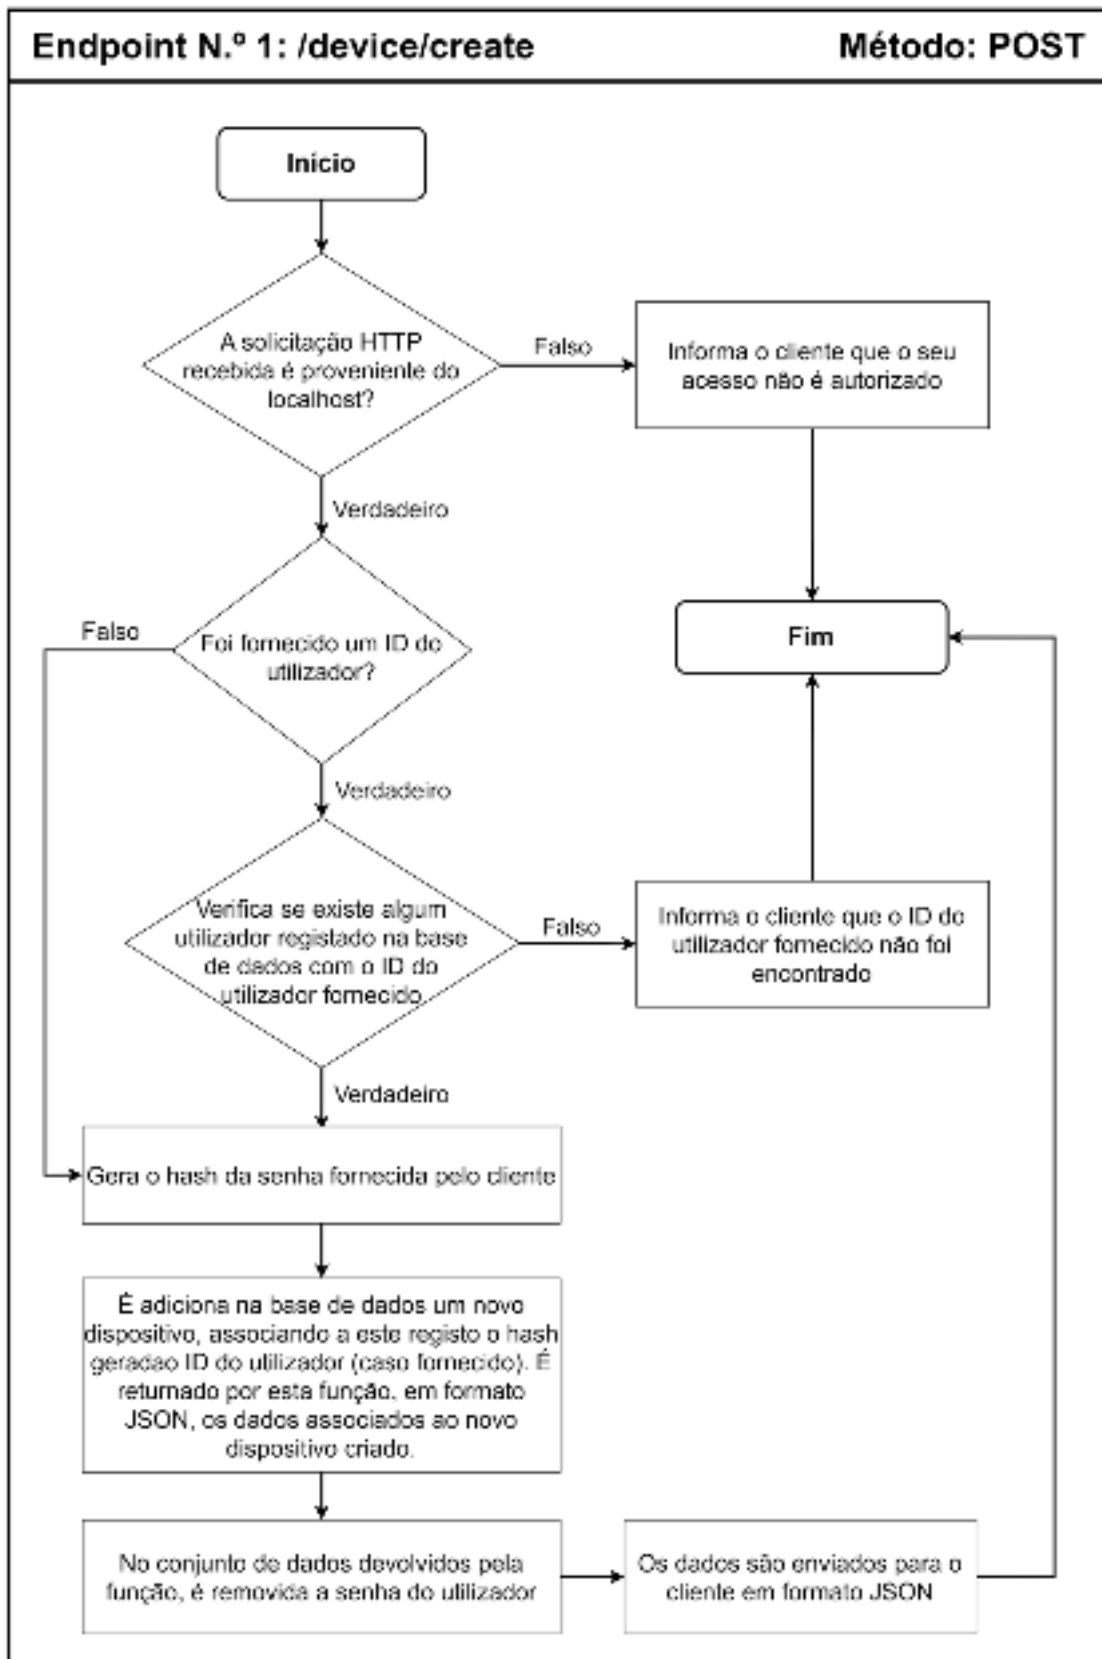 Endpoint N.º 1: /device/create
Método: POST
Início
A solicitação HTTP
recebida é proveniente do
localhost?
Falso
Informa o cliente que o seu
acesso não é autorizado
Verdadeiro
Foi fornecido um ID do
utilizador?
Falso
Fim
Verdadeiro
Verifica se existe algum
utilizador registado na base
de dados com o ID do
utilizador fornecido
Falso
Informa o cliente que o ID do
utilizador fornecido não foi
encontrado
Verdadeiro
Gera o hash da senha fornecida pelo cliente
É adiciona na base de dados um novo
dispositivo, associando a este registo o hash
geradao ID do utilizador (caso fornecido). É
returnado por esta função, em formato
JSON, os dados associados ao novo
dispositivo criado.
No conjunto de dados devolvidos pela
função, é removida a senha do utilizador
Os dados são enviados para o
cliente em formato JSON